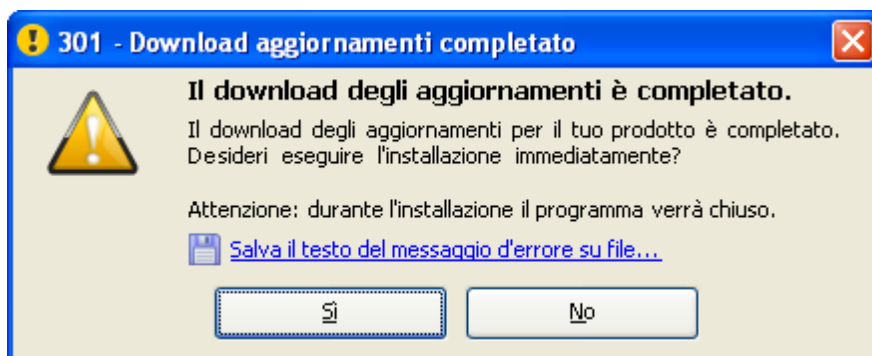 301 - Download aggiornamenti completato
Il download degli aggiornamenti è completato.
Il download degli aggiornamenti per il tuo prodotto è completato.
Desideri eseguire l'installazione immediatamente?
Attenzione: durante l'installazione il programma verrà chiuso.
Salva il testo del messaggio d'errore su file...
Sì
No